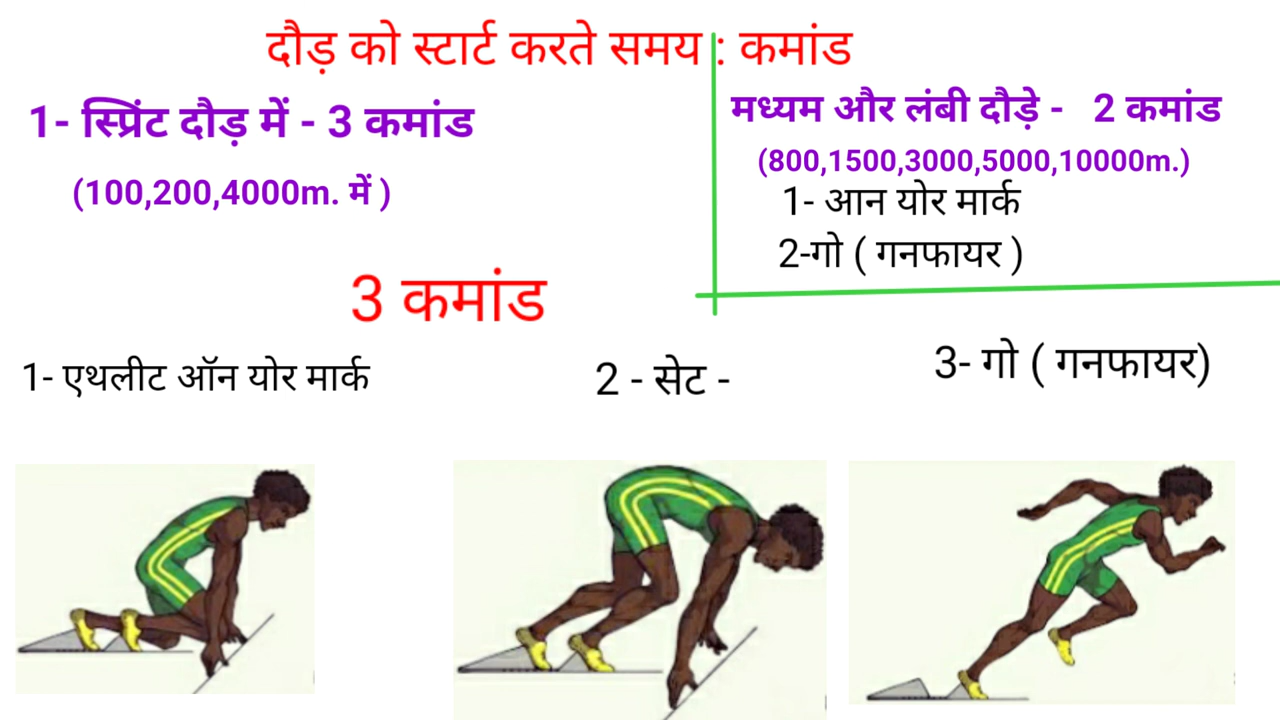 दौड़ को स्टार्ट करते समय : कमांड
1- स्प्रिंट दौड़ में - 3 कमांड
(100,200,4000m. में )
मध्यम और लंबी दौड़े - 2 कमांड
(800,1500,3000,5000,10000m.)
1- आन योर मार्क
2-गो ( गनफायर )
3 कमांड
1- एथलीट ऑन योर मार्क
2 - सेट -
3- गो ( गनफायर)